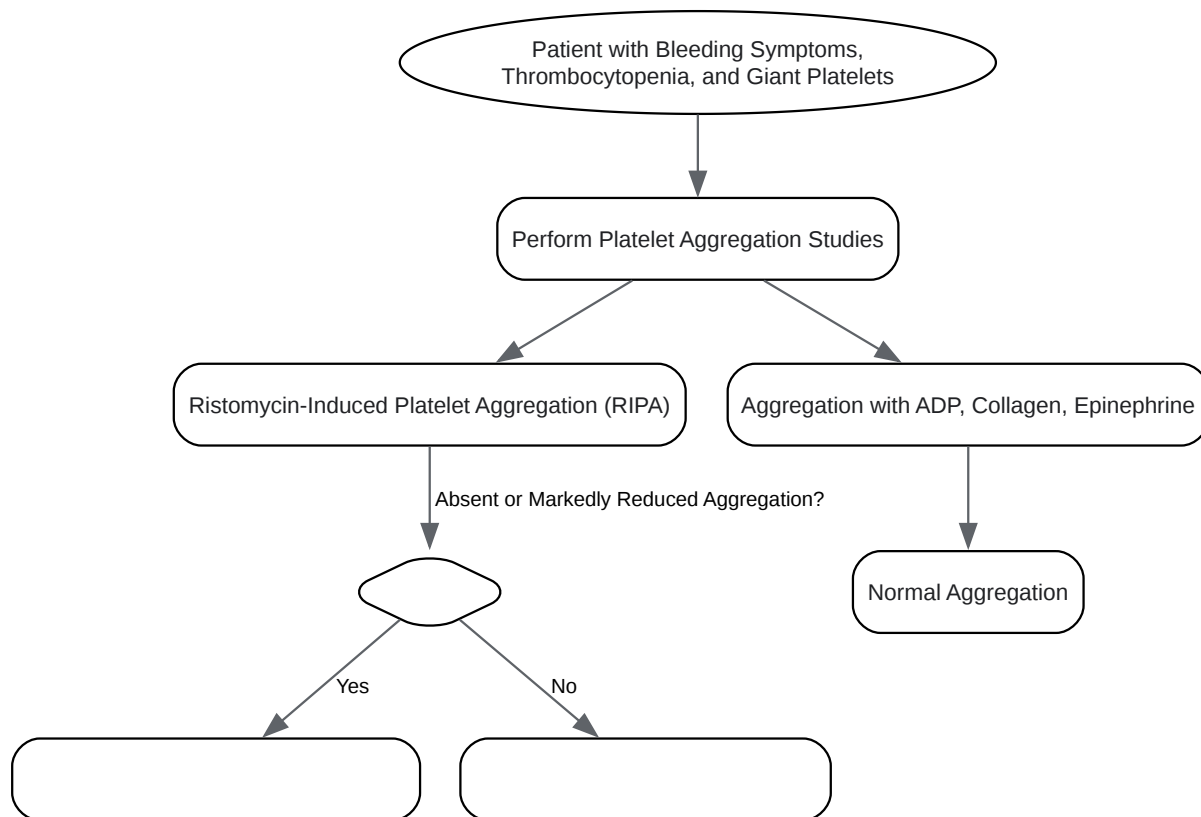 Patient with Bleeding Symptoms,
Thrombocytopenia, and Giant Platelets
Perform Platelet Aggregation Studies
Ristomycin-Induced Platelet Aggregation (RIPA)
Aggregation with ADP, Collagen, Epinephrine
Absent or Markedly Reduced Aggregation?
Normal Aggregation
Yes
No